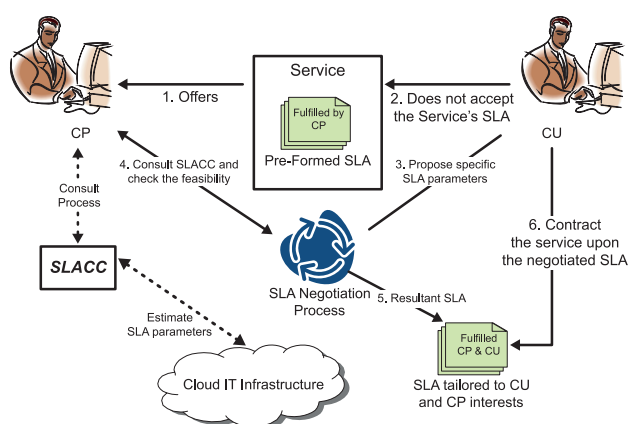 Service
Fulfilled by
CP
Pre-Formed SLA
1. Offers
2. Does not accept
the Service's SLA
CP
CU
4. Consult SLACC and
check the feasibility
3. Propose specific
SLA parameters
Consult
Process
6. Contract
the service upon
the negotiated SLA
SLACC
SLA Negotiation
Process
5. Resultant SLA
Estimate
SLA parameters
Fulfilled
CP & CU
Cloud IT Infrastructure
SLA tailored to CU
and CP interests